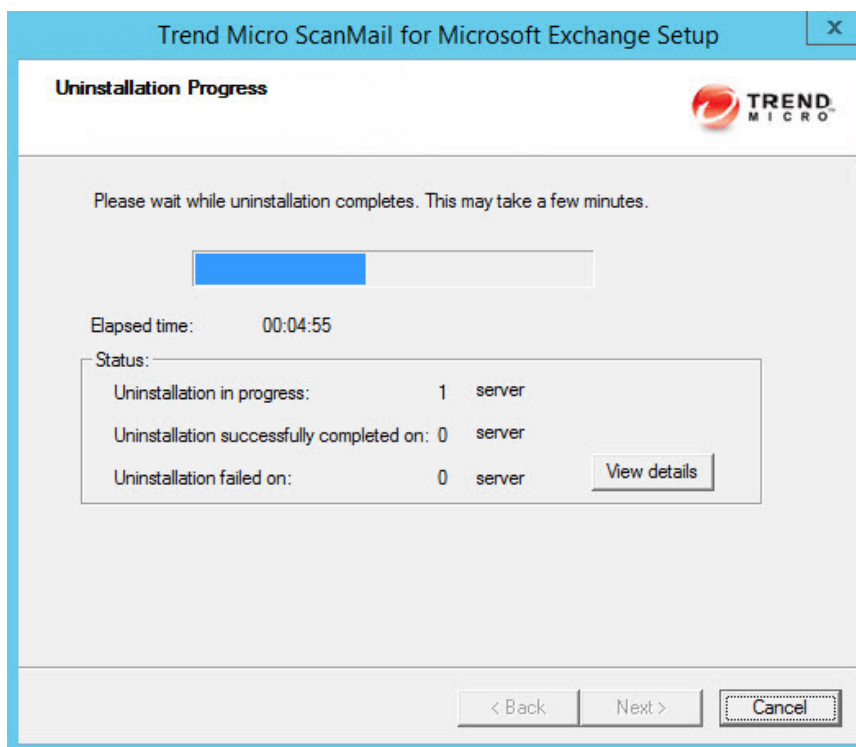 Trend Micro ScanMail for Microsoft Exchange Setup
x
Uninstallation Progress
TREND
MICRO
Please wait while uninstallation completes. This may take a few minutes.
Elapsed time: 00:04:55
Status:
Uninstallation in progress: 1 server
Uninstallation successfully completed on: 0 server
Uninstallation failed on: 0 server
View details
< Back Next > Cancel